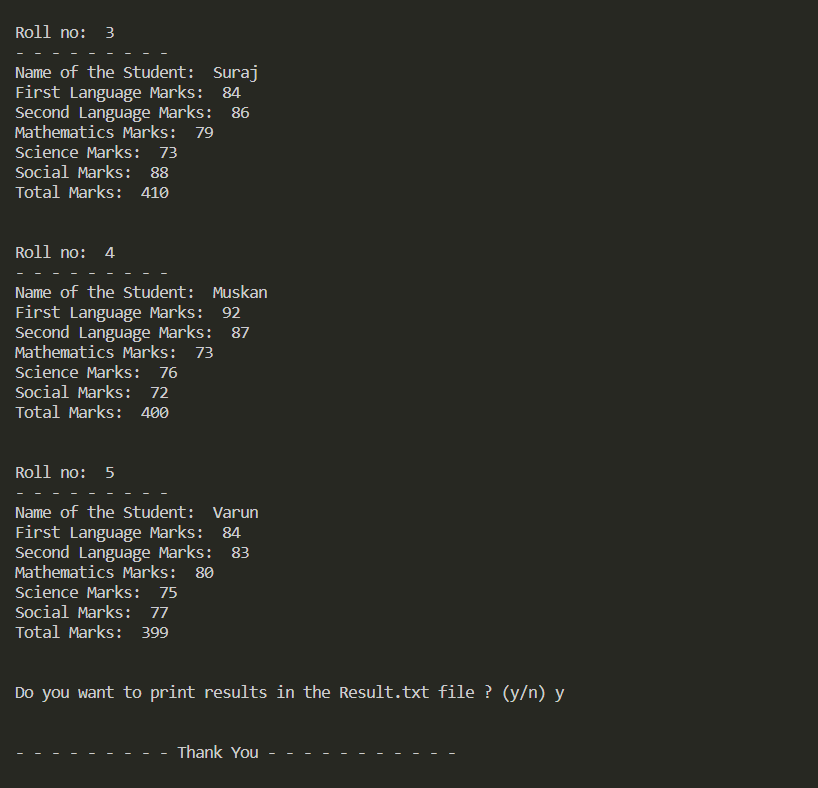 Roll no:  3
- - - - - - - - -
Name of the Student:  Suraj
First Language Marks:  84
Second Language Marks:  86
Mathematics Marks:  79
Science Marks:  73
Social Marks:  88
Total Marks:  410
Roll no:  4
- - - - - - - - -
Name of the Student:  Muskan
First Language Marks:  92
Second Language Marks:  87
Mathematics Marks:  73
Science Marks:  76
Social Marks:  72
Total Marks:  400
Roll no:  5
- - - - - - - - -
Name of the Student:  Varun
First Language Marks:  84
Second Language Marks:  83
Mathematics Marks:  80
Science Marks:  75
Social Marks:  77
Total Marks:  399
Do you want to print results in the Result.txt file ? (y/n) y
- - - - - - - - - Thank You - - - - - - - - - - -